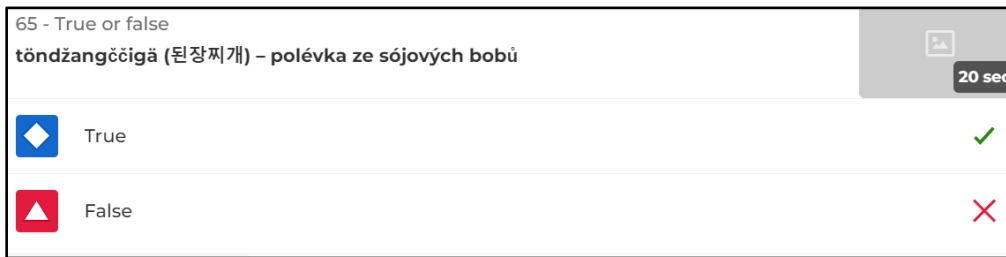 65 - True or false
töndžangččigä (된장찌개) – polévka ze sójových bobů
20 sec
True
False